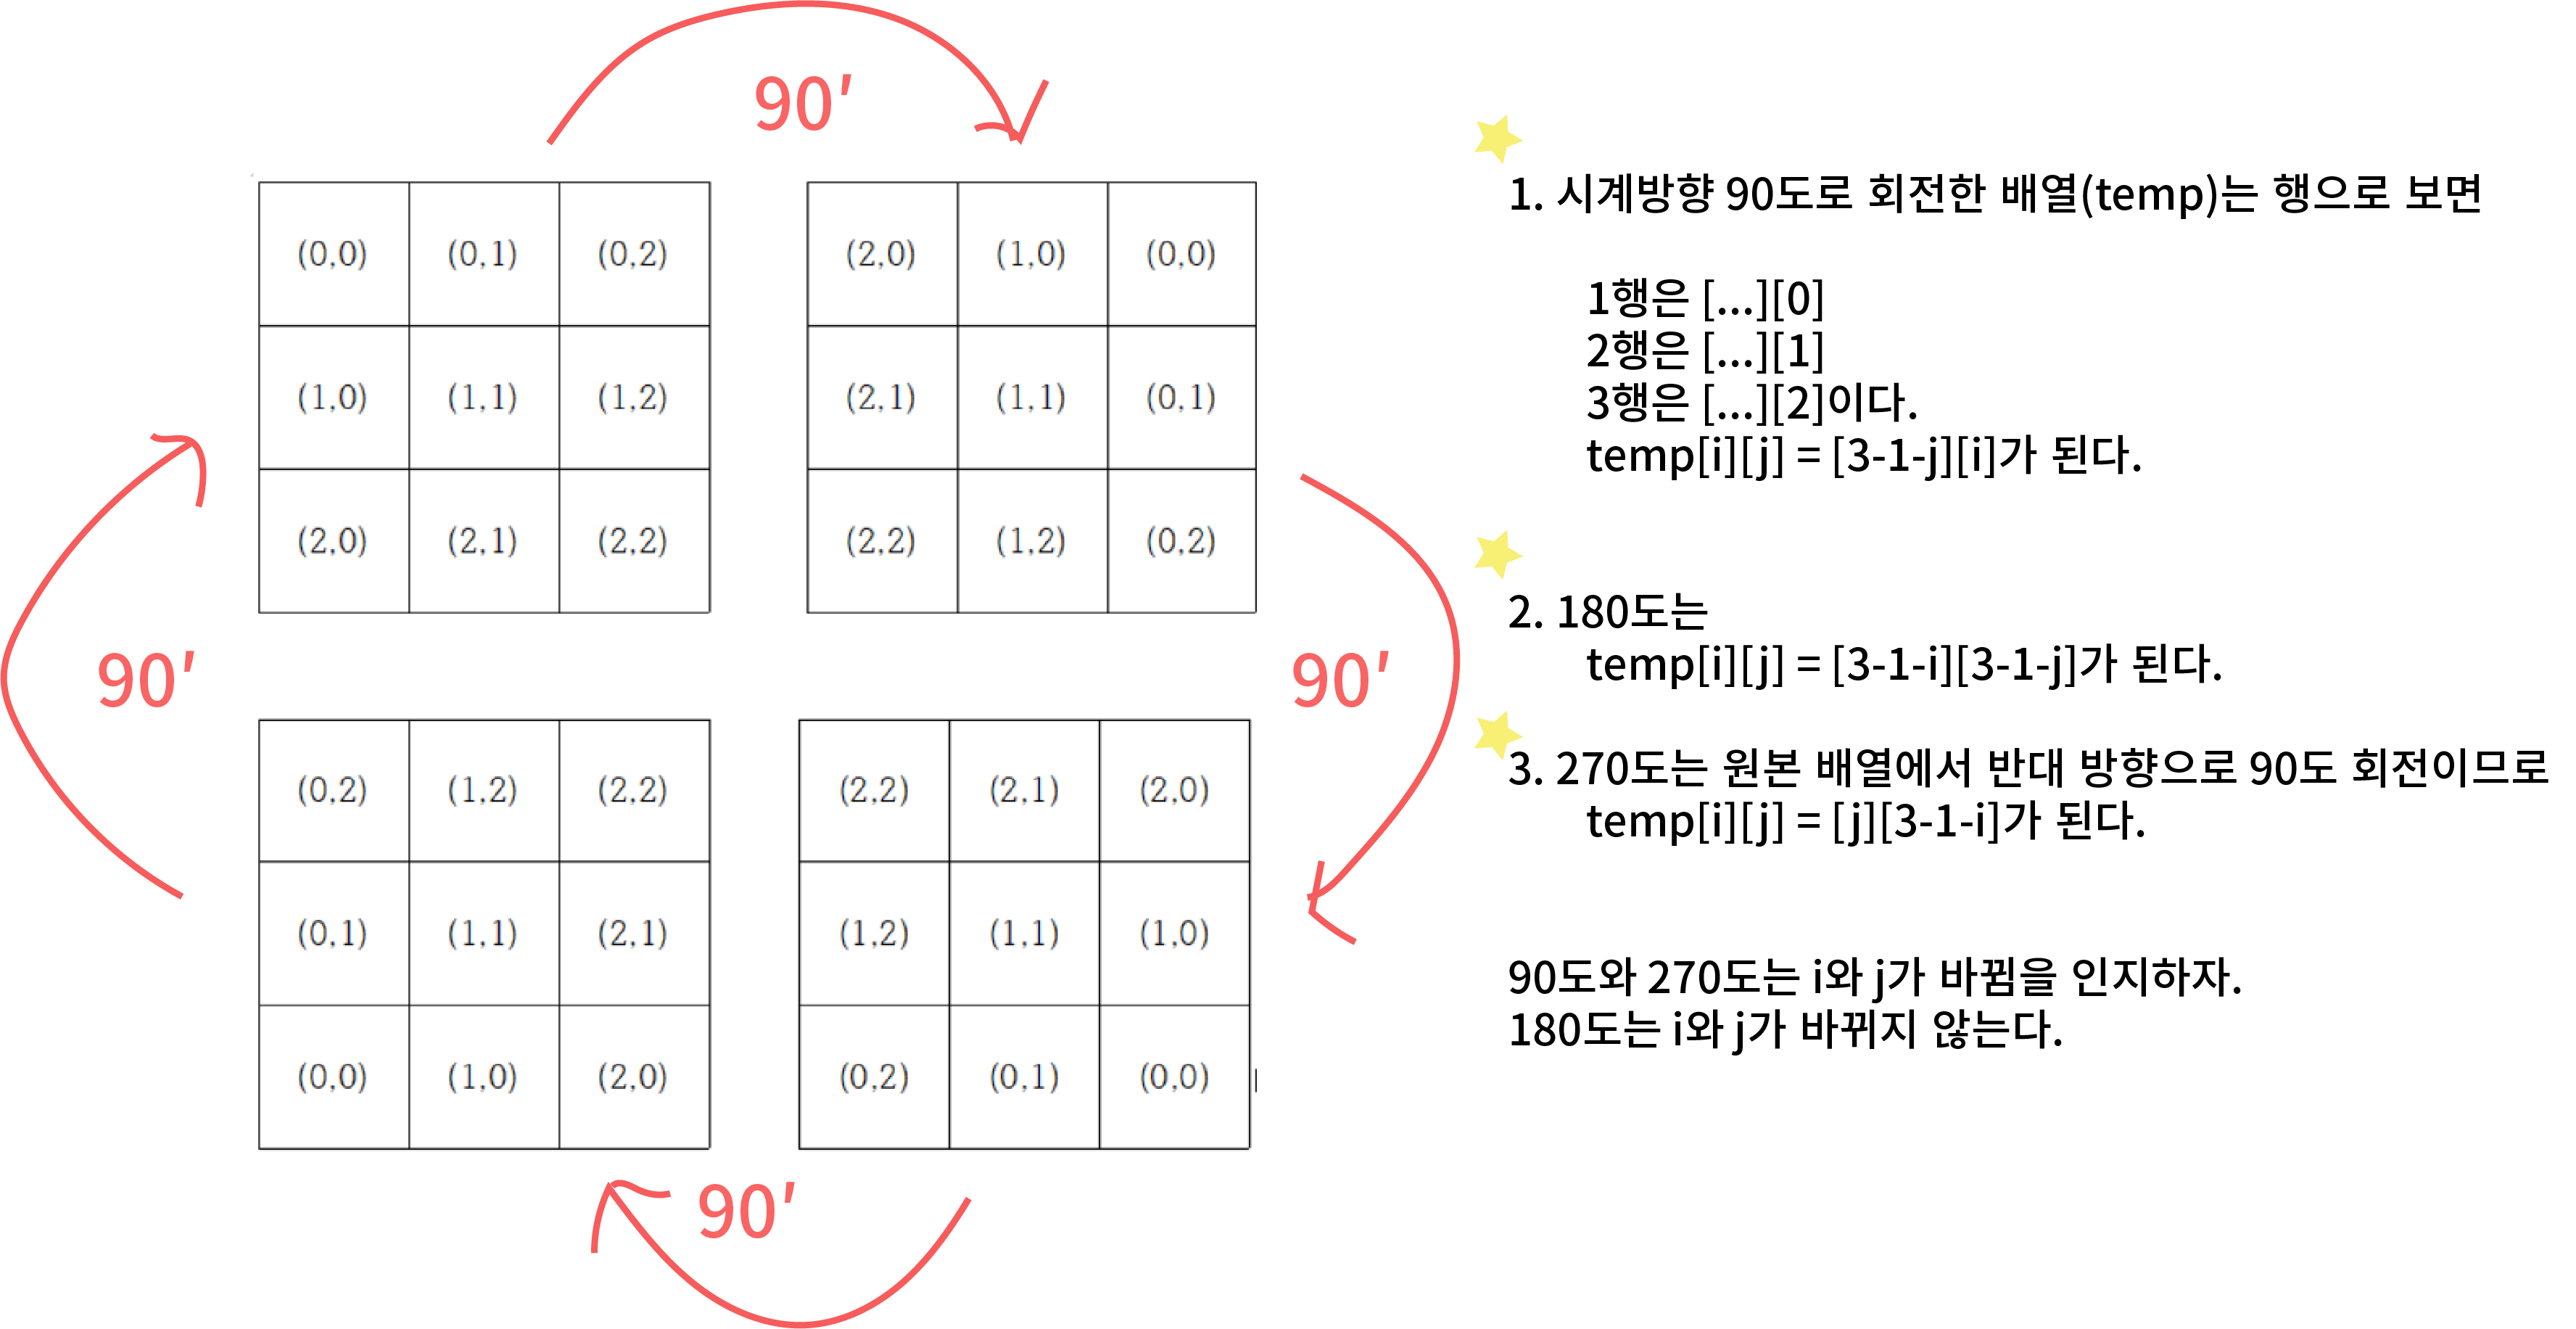 90'
(0,0) (0,1) (0,2)
(1,0) (1,1) (1,2)
(2,0) (2,1) (2,2)
(2,0) (1,0) (0,0)
(2,1) (1,1) (0,1)
(2,2) (1,2) (0,2)
90'
90'
(0,2) (1,2) (2,2)
(0,1) (1,1) (2,1)
(0,0) (1,0) (2,0)
(2,2) (2,1) (2,0)
(1,2) (1,1) (1,0)
(0,2) (0,1) (0,0)
90'
1. 시계방향 90도로 회전한 배열(temp)는 행으로 보면
1행은 [...][0]
2행은 [...][1]
3행은 [...][2]이다.
temp[i][j] = [3-1-j][i]가 된다.
2. 180도는
temp[i][j] = [3-1-i][3-1-j]가 된다.
3. 270도는 원본 배열에서 반대 방향으로 90도 회전이므로
temp[i][j] = [j][3-1-i]가 된다.
90도와 270도는 i와 j가 바뀜을 인지하자.
180도는 i와 j가 바뀌지 않는다.